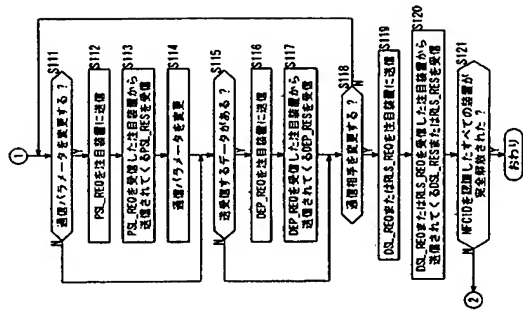 1
S111
通信パラメータを変更する?
N
Y
S112
PSL_REQを注目装置に送信
S113
PSL_REQを受信した注目装置から
送信されてくるPSL_RESを受信
S114
通信パラメータを変更
S115
送受信するデータがある?
N
Y
S116
DEP_REQを注目装置に送信
S117
DEP_REQを受信した注目装置から
送信されてくるDEP_RESを受信
S118
通信相手を変更する?
N
Y
S119
DSL_REQまたはRLS_REQを注目装置に送信
S120
DSL_REQまたはRLS_REQを受信した注目装置から
送信されてくるDSL_RESまたはRLS_RESを受信
S121
NFCIDを認識したすべての装置が
完全解放された?
N
Y
2
おわり